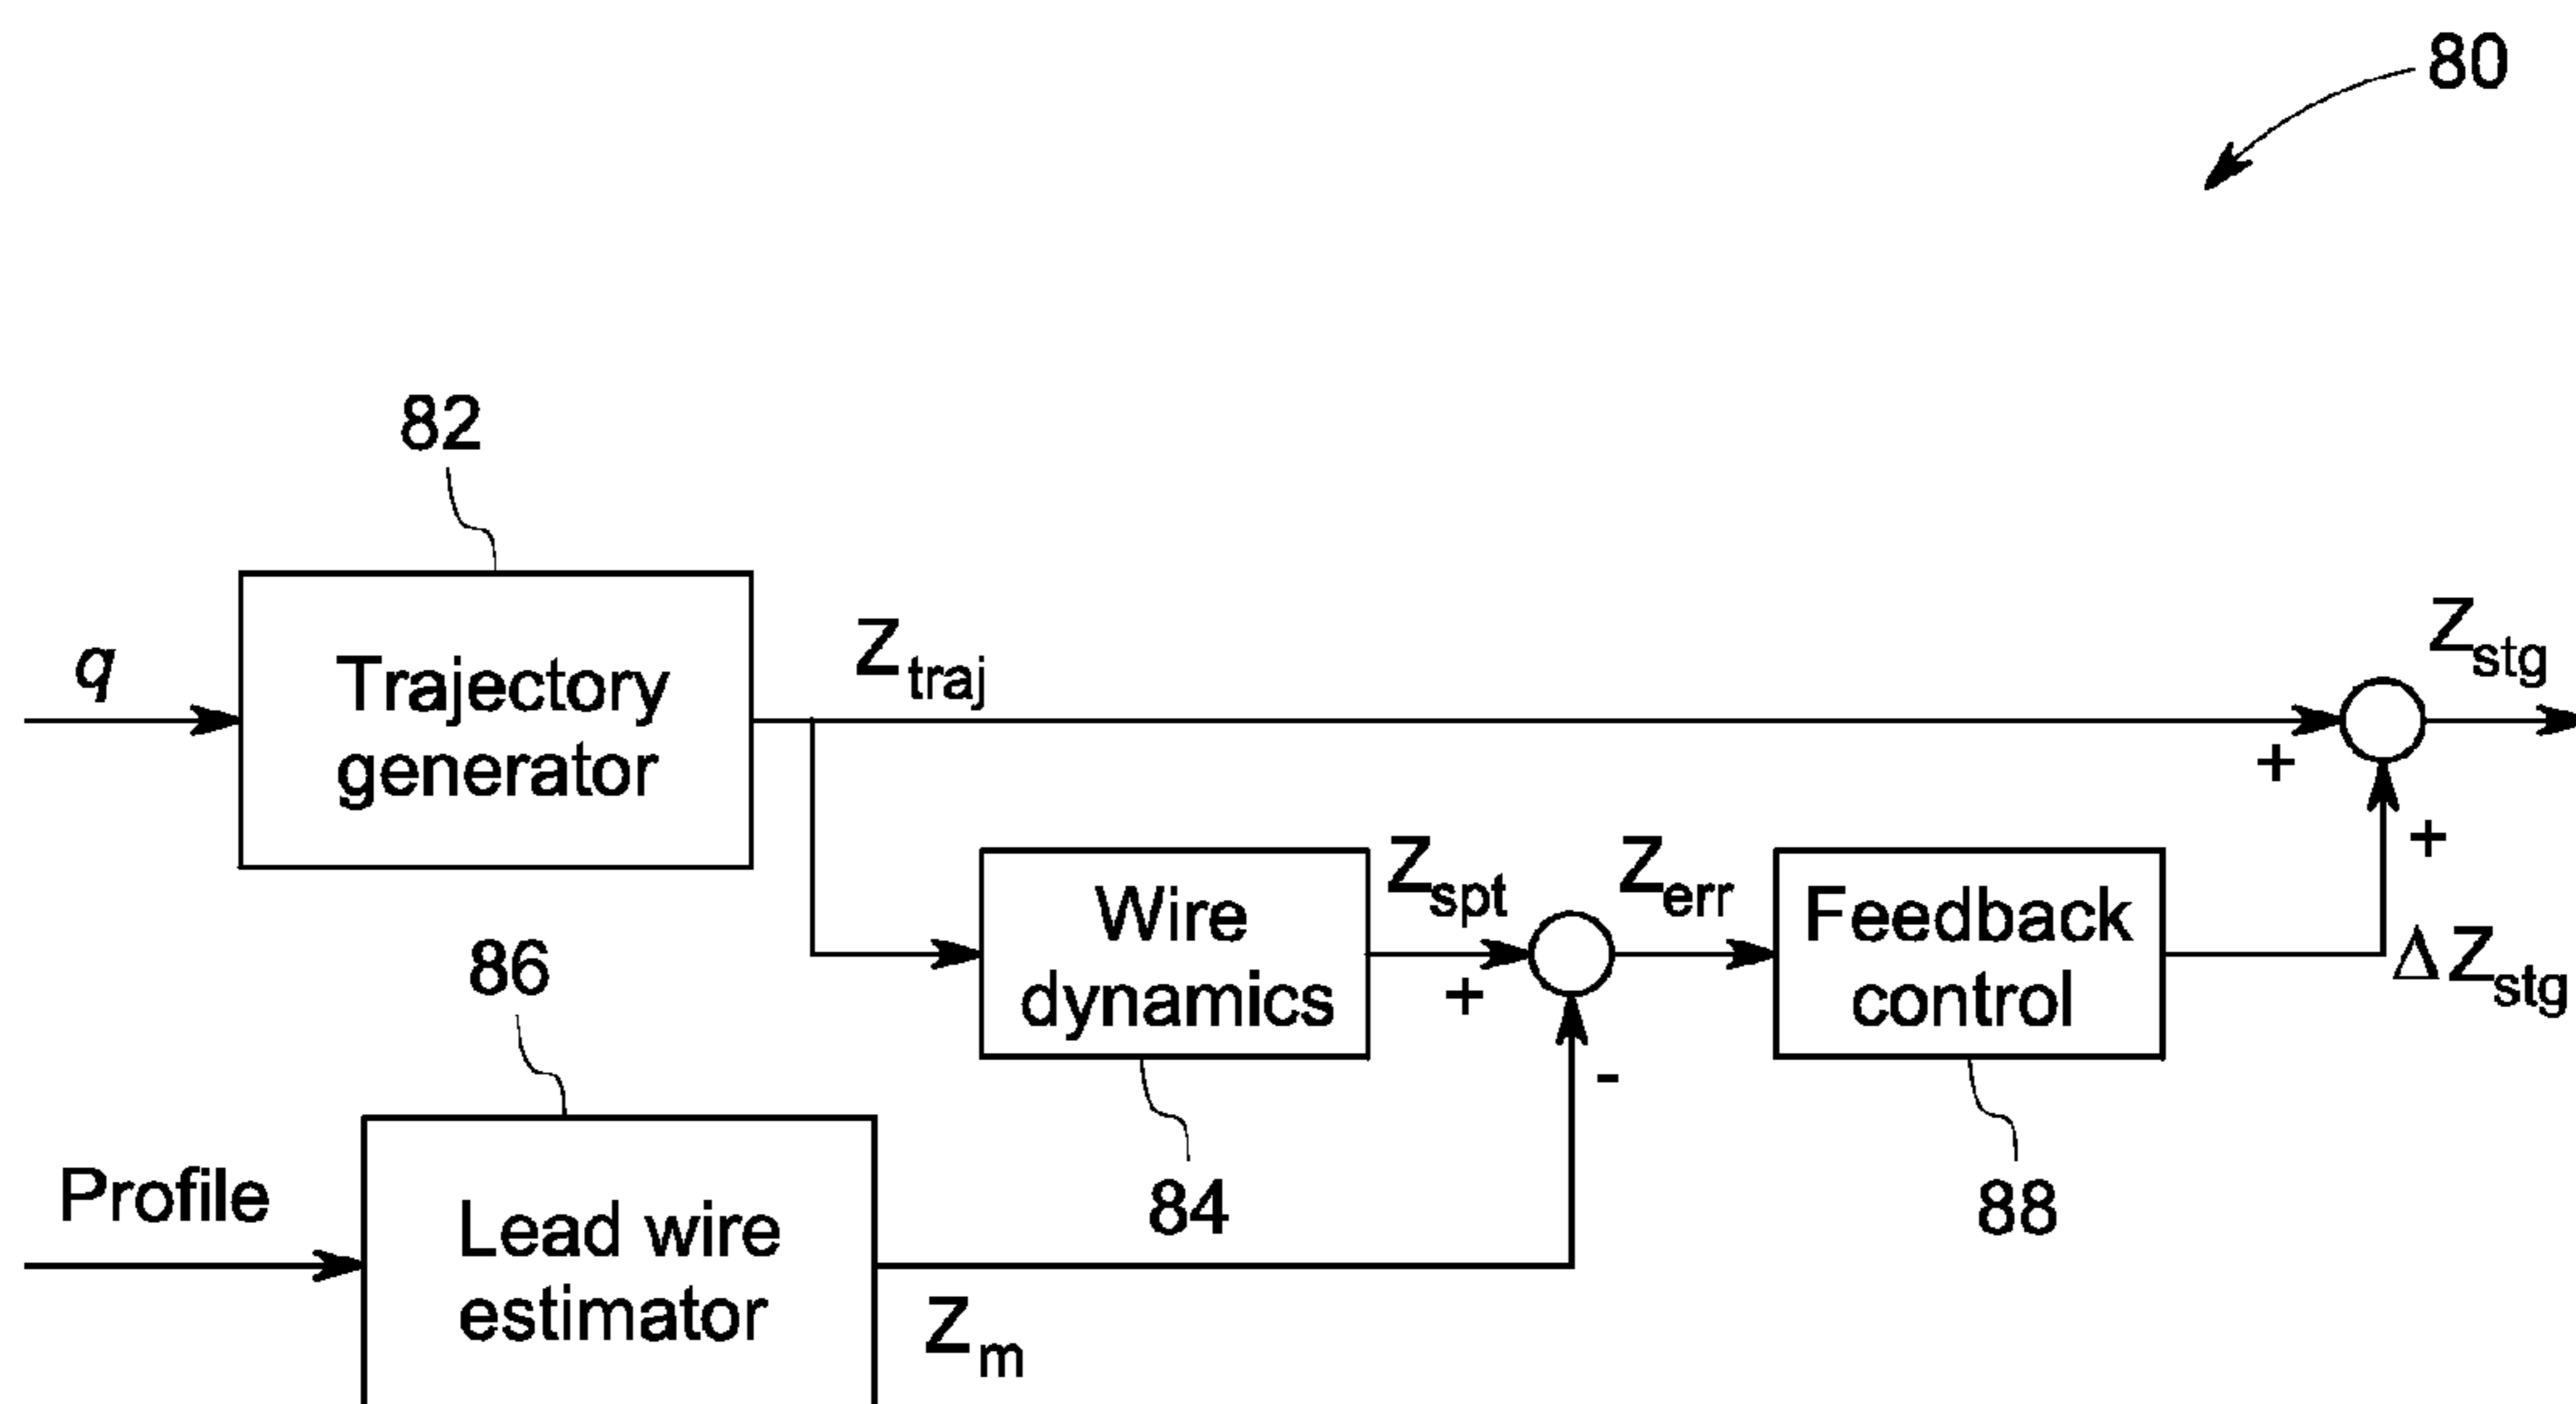 80
82
q
Trajectory
generator
Z_traj
Z_stg
+
+
Wire
dynamics
Z_spt
+
Z_err
Feedback
control
ΔZ_stg
-
84
88
86
Profile
Lead wire
estimator
Z_m